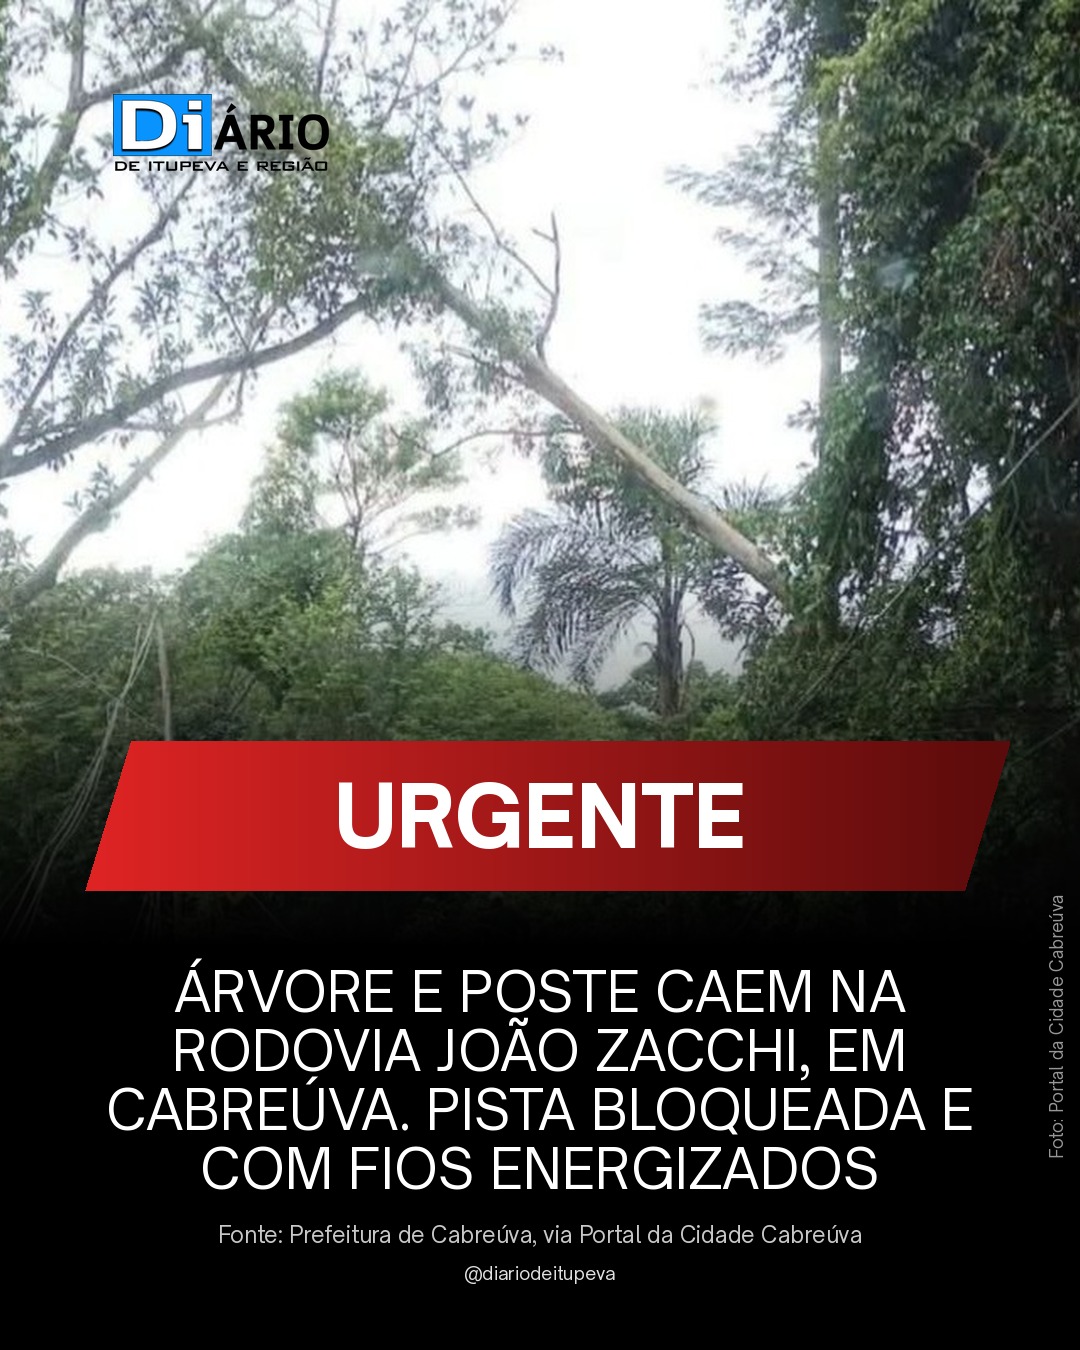 DiÁRIO
DE ITUPEVA E REGIÃO
URGENTE
ÁRVORE E POSTE CAEM NA
RODOVIA JOÃO ZACCHI, EM
CABREÚVA. PISTA BLOQUEADA E
COM FIOS ENERGIZADOS
Foto: Portal da Cidade Cabreúva
Fonte: Prefeitura de Cabreúva, via Portal da Cidade Cabreúva
@diariodeitupeva